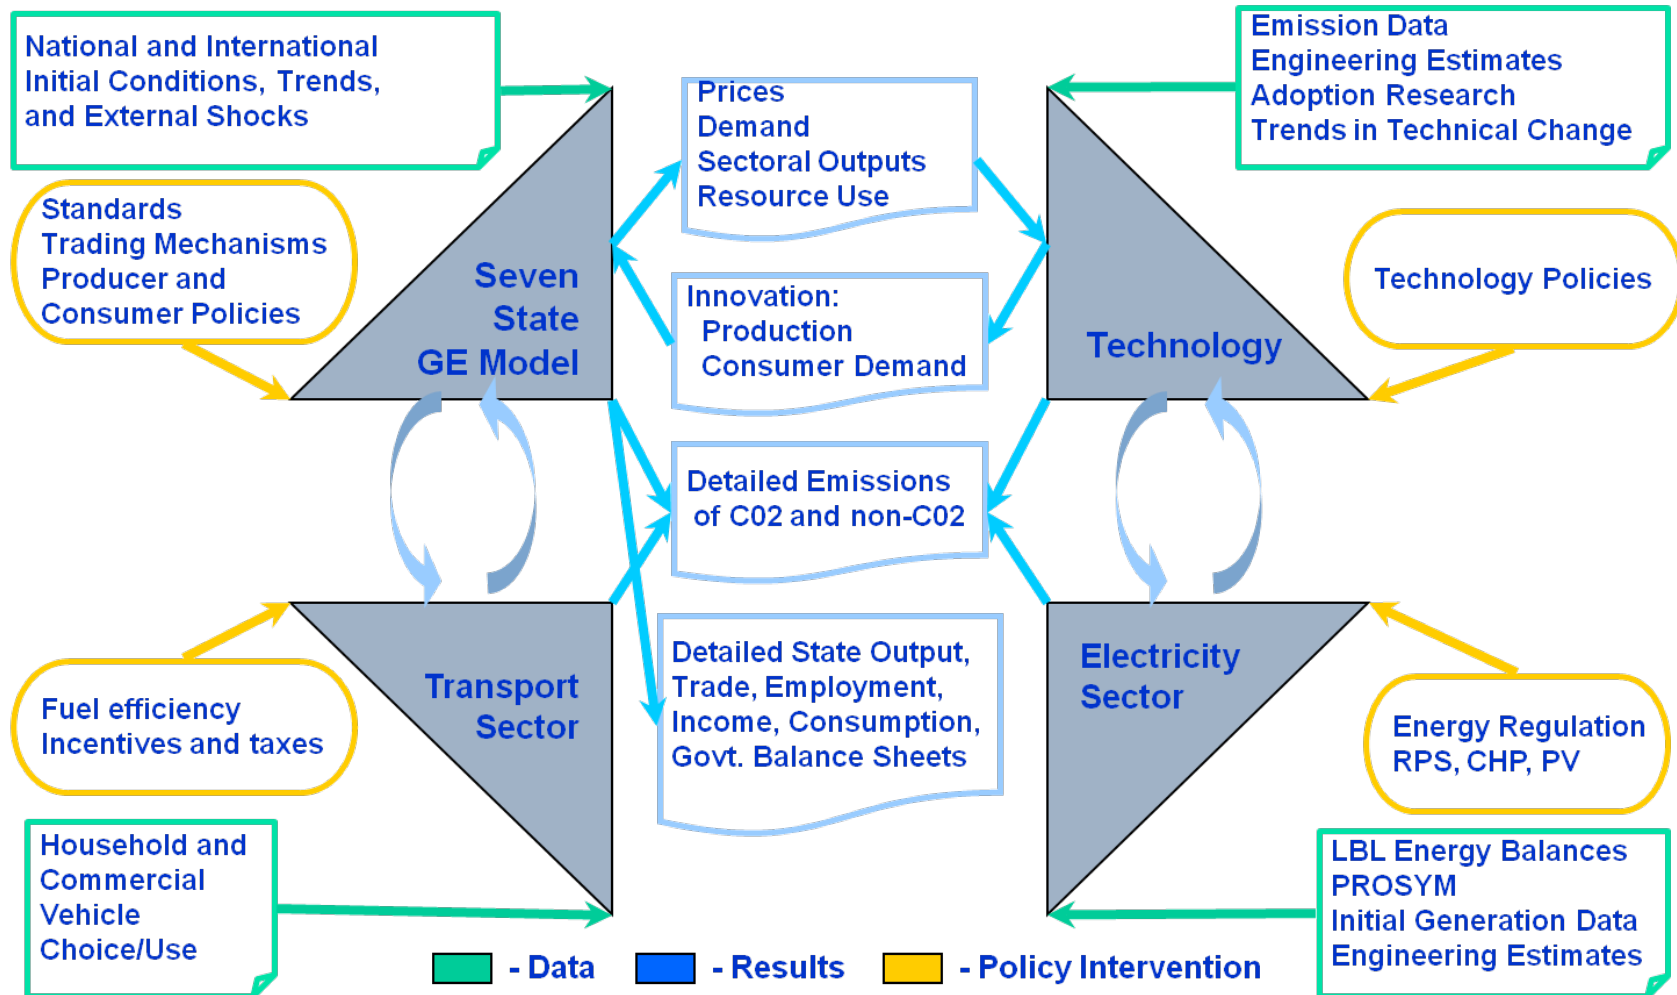 National and International
Initial Conditions, Trends,
and External Shocks
Emission Data
Engineering Estimates
Adoption Research
Trends in Technical Change
Prices
Demand
Sectoral Outputs
Resource Use
Standards
Trading Mechanisms
Producer and
Consumer Policies
Seven
State
GE Model
Innovation:
Production
Consumer Demand
Technology
Technology Policies
Detailed Emissions
of C02 and non-C02
Transport
Sector
Detailed State Output,
Trade, Employment,
Income, Consumption,
Govt. Balance Sheets
Electricity
Sector
Fuel efficiency
Incentives and taxes
Energy Regulation
RPS, CHP, PV
Household and
Commercial
Vehicle
Choice/Use
LBL Energy Balances
PROSYM
Initial Generation Data
Engineering Estimates
- Data - Results - Policy Intervention